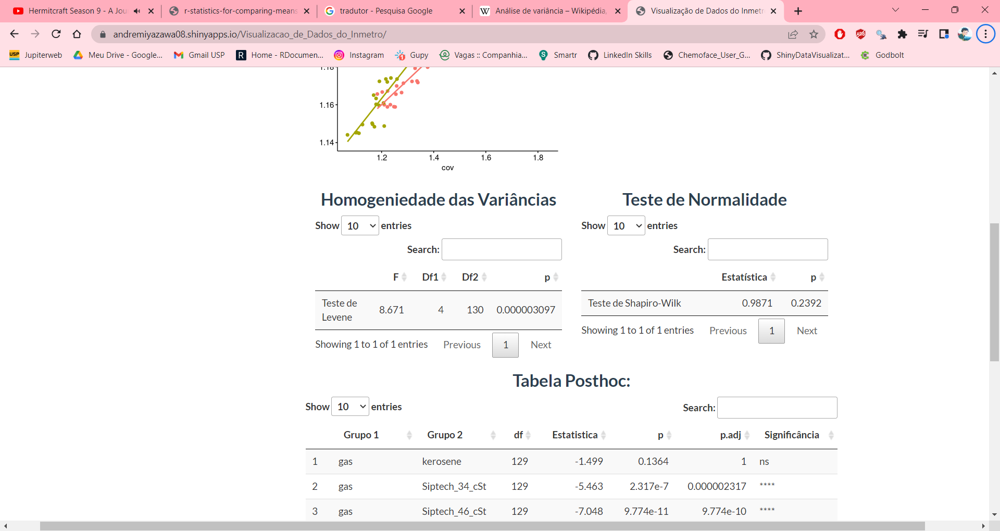 Hermitcraft Season 9 - A Jou
r-statistics-for-comparing-means
tradutor - Pesquisa Google
Análise de variância – Wikipédia,
Visualização de Dados do Inmetr
andremiyazawa08.shinyapps.io/Visualizacao_de_Dados_do_Inmetro/
USP Jupiterweb
Meu Drive - Google...
Gmail USP
R Home - RDocumen...
Instagram
Gupy
Vagas :: Companhia...
Smartr
LinkedIn Skills
Chemoface_User_G...
ShinyDataVisualizat...
Godbolt
1.18
1.16
1.14
1.2 1.4 1.6 1.8
cov
Homogeniedade das Variâncias
Show 10 entries
Search:
F Df1 Df2 p
Teste de
Levene 8.671 4 130 0.000003097
Showing 1 to 1 of 1 entries Previous 1 Next
Teste de Normalidade
Show 10 entries
Search:
Estatística p
Teste de Shapiro-Wilk 0.9871 0.2392
Showing 1 to 1 of 1 entries Previous 1 Next
Tabela Posthoc:
Show 10 entries Search:
Grupo 1 Grupo 2 df Estatistica p p.adj Significância
1 gas kerosene 129 -1.499 0.1364 1 ns
2 gas Siptech_34_cSt 129 -5.463 2.317e-7 0.000002317 ****
3 gas Siptech_46_cSt 129 -7.048 9.774e-11 9.774e-10 ****